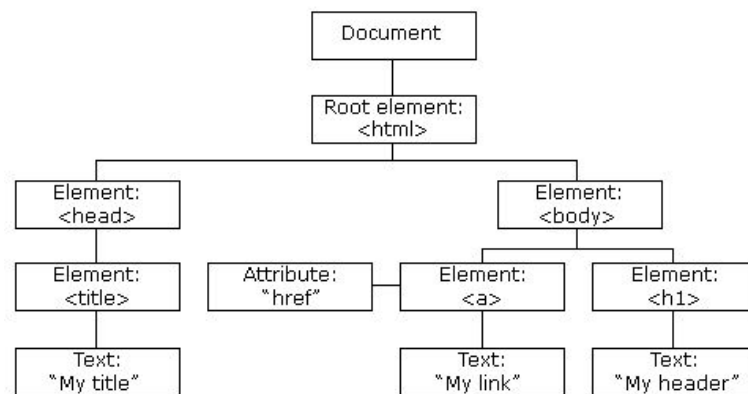 Document
Root element:
<html>
Element:
<head>
Element:
<body>
Element:
<title>
Attribute:
“href”
Element:
<a>
Element:
<h1>
Text:
“My title”
Text:
“My link”
Text:
“My header”